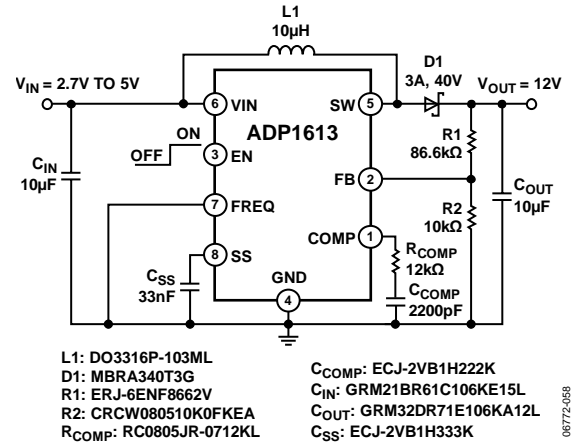 L1
10µH
D1
3A, 40V
V_IN = 2.7V TO 5V
V_OUT = 12V
6 VIN
SW 5
ADP1613
R1
86.6kΩ
ON
OFF
3 EN
C_IN
10µF
FB 2
C_OUT
10µF
7 FREQ
R2
10kΩ
COMP 1
8 SS
R_COMP
12kΩ
C_SS
33nF
GND
4
C_COMP
2200pF
L1: DO3316P-103ML
D1: MBRA340T3G
R1: ERJ-6ENF8662V
R2: CRCW080510K0FKEA
R_COMP: RC0805JR-0712KL
C_COMP: ECJ-2VB1H222K
C_IN: GRM21BR61C106KE15L
C_OUT: GRM32DR71E106KA12L
C_SS: ECJ-2VB1H333K
06772-058